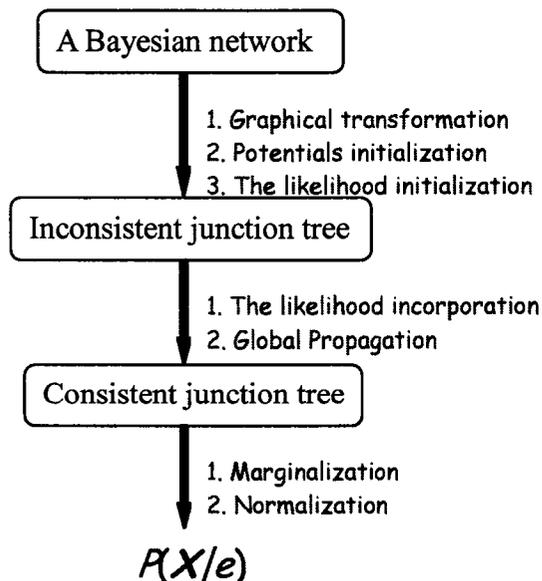 A Bayesian network
1. Graphical transformation
2. Potentials initialization
3. The likelihood initialization
Inconsistent junction tree
1. The likelihood incorporation
2. Global Propagation
Consistent junction tree
1. Marginalization
2. Normalization
P(X/e)